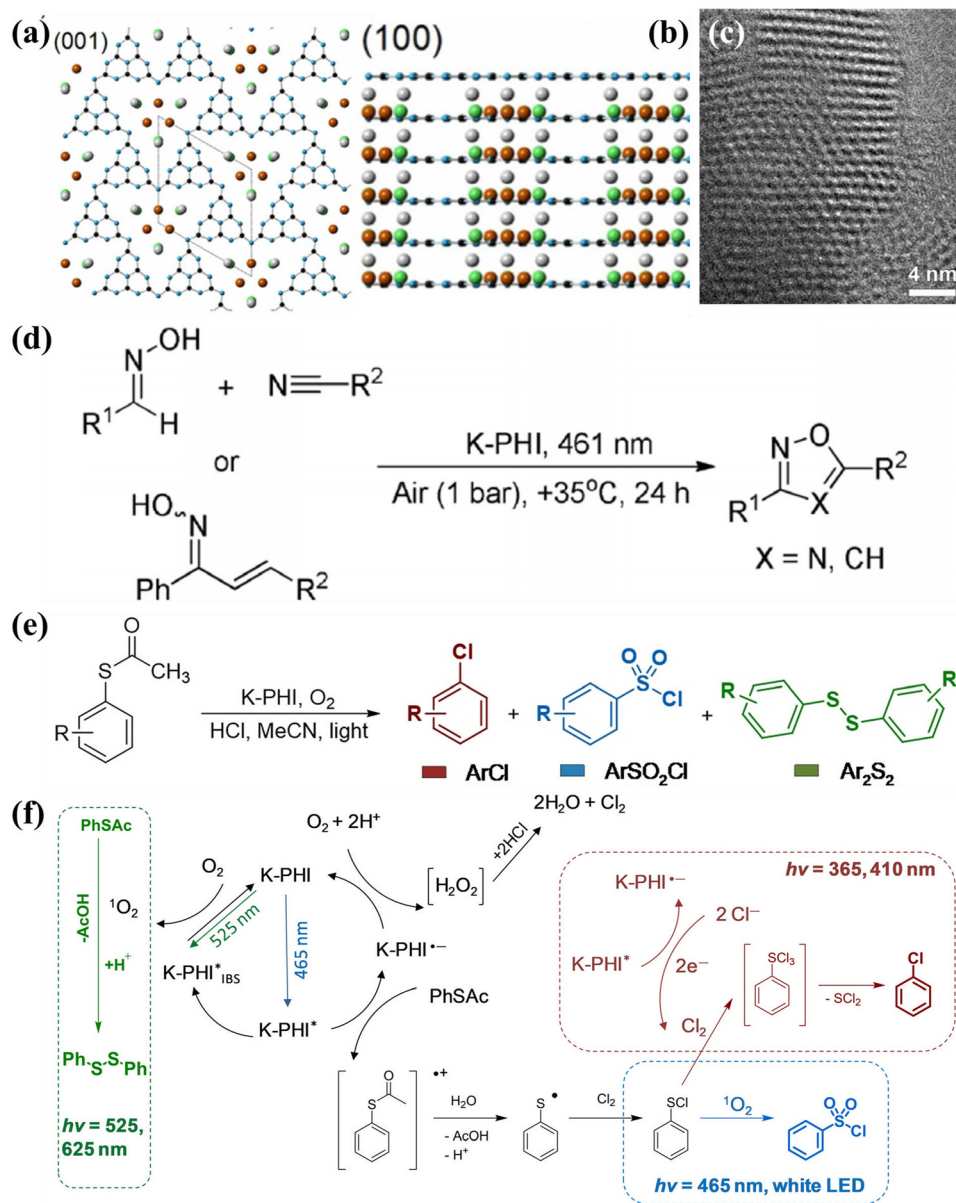 (a)
(001)
(100)
(b)
(c)
4 nm
(d)
N OH
R¹ H
+
N≡R²
or
HO N
Ph R²
K-PHI, 461 nm
Air (1 bar), +35°C, 24 h
N O
R¹ X R²
X = N, CH
(e)
O
S CH₃
R
K-PHI, O₂
HCl, MeCN, light
Cl
R
ArCl
+
O O
S Cl
R
ArSO₂Cl
+
R S S R
Ar₂S₂
(f)
PhSAc
-AcOH
¹O₂
+H⁺
Ph S S Ph
hv = 525,
625 nm
O₂
K-PHI
525 nm
465 nm
K-PHI*IBS
K-PHI*
O₂ + 2H⁺
[H₂O₂]
+2HCl
2H₂O + Cl₂
K-PHI•−
PhSAc
O
S
•+
H₂O
- AcOH
- H⁺
S •
Cl₂
SCl
¹O₂
O O
S Cl
hv = 465 nm, white LED
hv = 365, 410 nm
K-PHI•−
K-PHI*
2 Cl⁻
2e⁻
Cl₂
SCl₃
- SCl₂
Cl